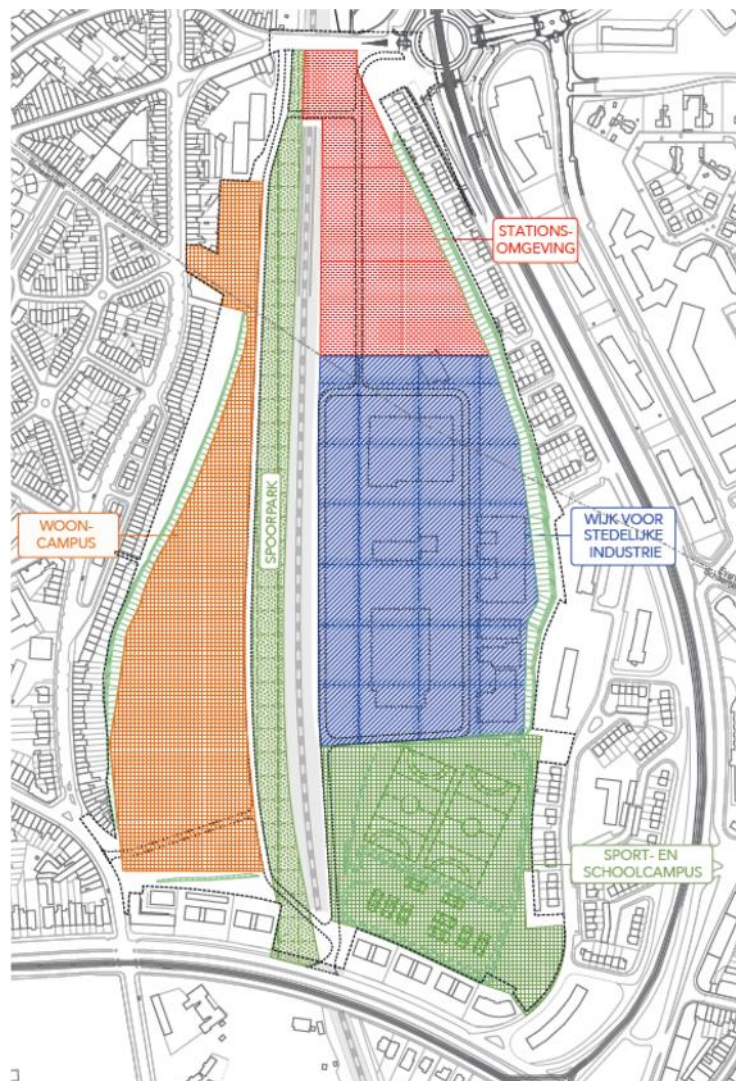 STATIONS-
OMGEVING
SPOORPARK
WOON-
CAMPUS
WIJK VOOR
STEDELIJKE
INDUSTRIE
SPORT- EN
SCHOOLCAMPUS